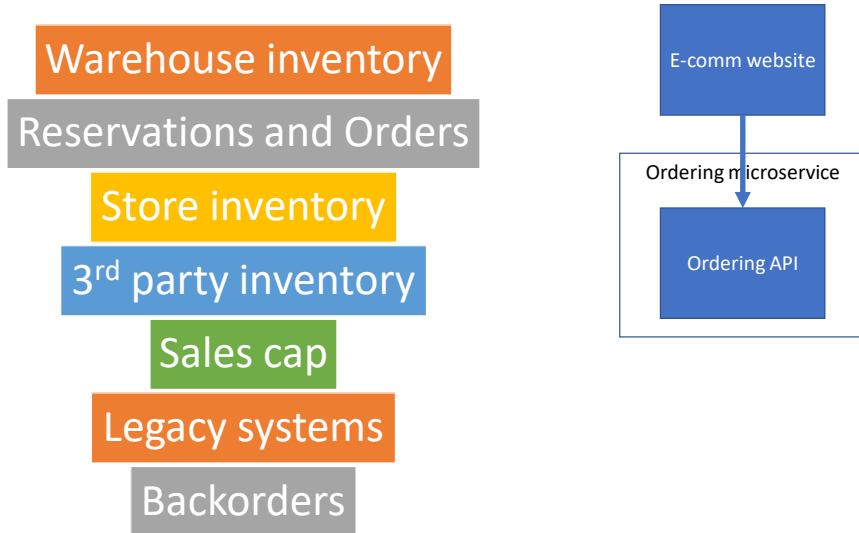 Warehouse inventory
Reservations and Orders
Store inventory
3rd party inventory
Sales cap
Legacy systems
Backorders
E-comm website
Ordering microservice
Ordering API